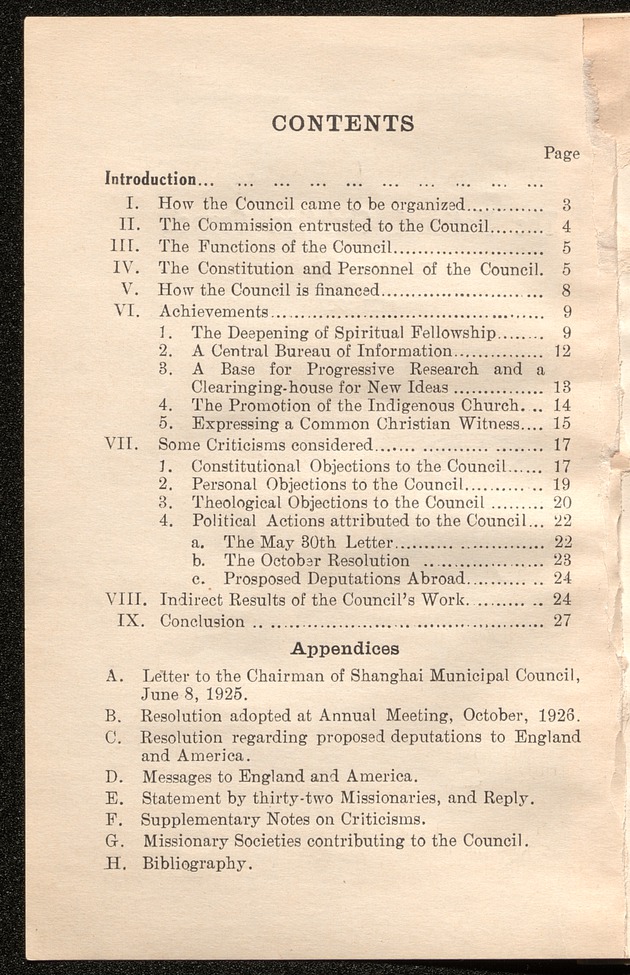 CONTENTS
Page
Introduction... ... ... ... ... ... ... ... ... ...
I. How the Council came to be organized............. 3
II. The Commission entrusted to the Council......... 4
III. The Functions of the Council........................ 5
IV. The Constitution and Personnel of the Council. 5
V. How the Council is financed.......................... 8
VI. Achievements........................................... 9
1. The Deepening of Spiritual Fellowship........ 9
2. A Central Bureau of Information............... 12
3. A Base for Progressive Research and a
Clearinging-house for New Ideas ............... 13
4. The Promotion of the Indigenous Church. .. 14
5. Expressing a Common Christian Witness.... 15
VII. Some Criticisms considered....... .......... ........ 17
1. Constitutional Objections to the Council...... 17
2. Personal Objections to the Council............. 19
3. Theological Objections to the Council ......... 20
4. Political Actions attributed to the Council... 22
a. The May 30th Letter......................... 22
b. The October Resolution .................... 23
c. Prosposed Deputations Abroad.......... .. 24
VIII. Indirect Results of the Council's Work. ........ .. 24
IX. Conclusion .. ........................................... 27
Appendices
A. Letter to the Chairman of Shanghai Municipal Council,
June 8, 1925.
B. Resolution adopted at Annual Meeting, October, 1926.
C. Resolution regarding proposed deputations to England
and America.
D. Messages to England and America.
E. Statement by thirty-two Missionaries, and Reply.
F. Supplementary Notes on Criticisms.
G. Missionary Societies contributing to the Council.
H. Bibliography.